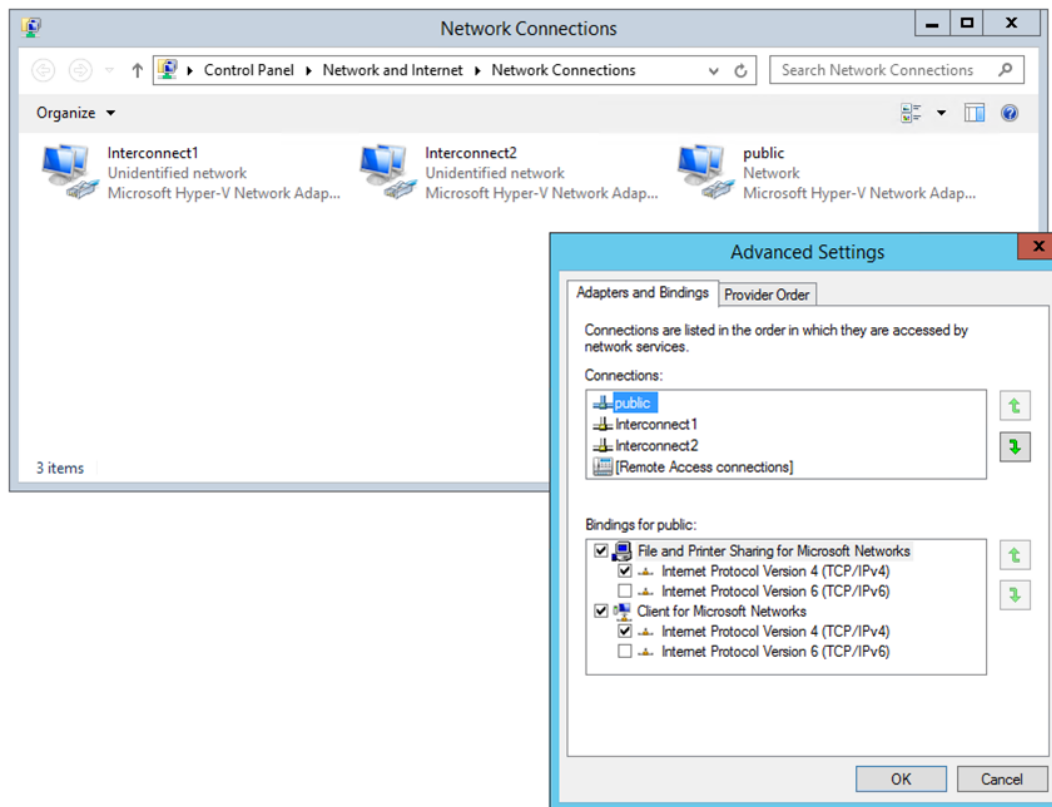 Network Connections
Control Panel Network and Internet Network Connections
Search Network Connections
Organize
Interconnect1
Unidentified network
Microsoft Hyper-V Network Adap...
Interconnect2
Unidentified network
Microsoft Hyper-V Network Adap...
public
Network
Microsoft Hyper-V Network Adap...
3 items
Advanced Settings
Adapters and Bindings
Provider Order
Connections are listed in the order in which they are accessed by
network services.
Connections:
public
Interconnect1
Interconnect2
[Remote Access connections]
Bindings for public:
File and Printer Sharing for Microsoft Networks
Internet Protocol Version 4 (TCP/IPv4)
Internet Protocol Version 6 (TCP/IPv6)
Client for Microsoft Networks
Internet Protocol Version 4 (TCP/IPv4)
Internet Protocol Version 6 (TCP/IPv6)
OK
Cancel